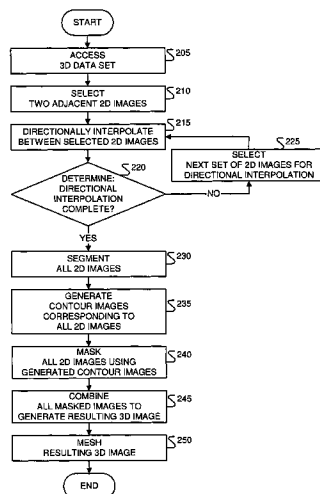 START
205
ACCESS
3D DATA SET
210
SELECT
TWO ADJACENT 2D IMAGES
215
DIRECTIONALLY INTERPOLATE
BETWEEN SELECTED 2D IMAGES
225
SELECT
NEXT SET OF 2D IMAGES FOR
DIRECTIONAL INTERPOLATION
220
DETERMINE:
DIRECTIONAL
INTERPOLATION
COMPLETE?
NO
YES
230
SEGMENT
ALL 2D IMAGES
235
GENERATE
CONTOUR IMAGES
CORRESPONDING TO
ALL 2D IMAGES
240
MASK
ALL 2D IMAGES USING
GENERATED CONTOUR IMAGES
245
COMBINE
ALL MASKED IMAGES TO
GENERATE RESULTING 3D IMAGE
250
MESH
RESULTING 3D IMAGE
END